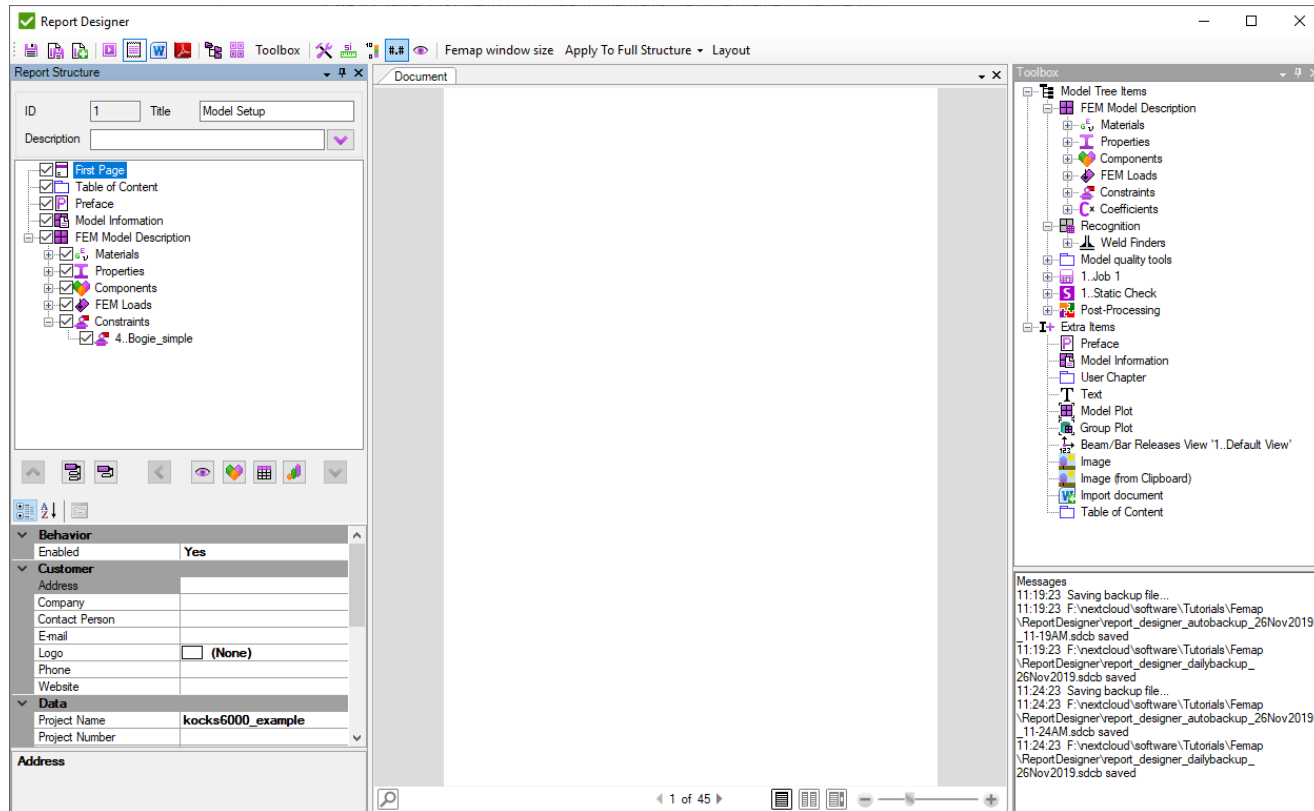 Report Designer
Toolbox
SI
#.#
Femap window size
Apply To Full Structure
Layout
Report Structure
ID
1
Title
Model Setup
Description
First Page
Table of Content
Preface
Model Information
FEM Model Description
Materials
Properties
Components
FEM Loads
Constraints
4..Bogie_simple
Behavior
Enabled Yes
Customer
Address
Company
Contact Person
E-mail
Logo (None)
Phone
Website
Data
Project Name kocks6000_example
Project Number
Address
Document
1 of 45
Toolbox
Model Tree Items
FEM Model Description
Materials
Properties
Components
FEM Loads
Constraints
Coefficients
Recognition
Weld Finders
Model quality tools
1..Job 1
1..Static Check
Post-Processing
Extra Items
Preface
Model Information
User Chapter
Text
Model Plot
Group Plot
Beam/Bar Releases View '1..Default View'
Image
Image (from Clipboard)
Import document
Table of Content
Messages
11:19:23 Saving backup file...
11:19:23 F:\nextcloud\software\Tutorials\Femap
\ReportDesigner\report_designer_autobackup_26Nov2019
_11-19AM.sdcb saved
11:19:23 F:\nextcloud\software\Tutorials\Femap
\ReportDesigner\report_designer_dailybackup_
26Nov2019.sdcb saved
11:24:23 Saving backup file...
11:24:23 F:\nextcloud\software\Tutorials\Femap
\ReportDesigner\report_designer_autobackup_26Nov2019
_11-24AM.sdcb saved
11:24:23 F:\nextcloud\software\Tutorials\Femap
\ReportDesigner\report_designer_dailybackup_
26Nov2019.sdcb saved